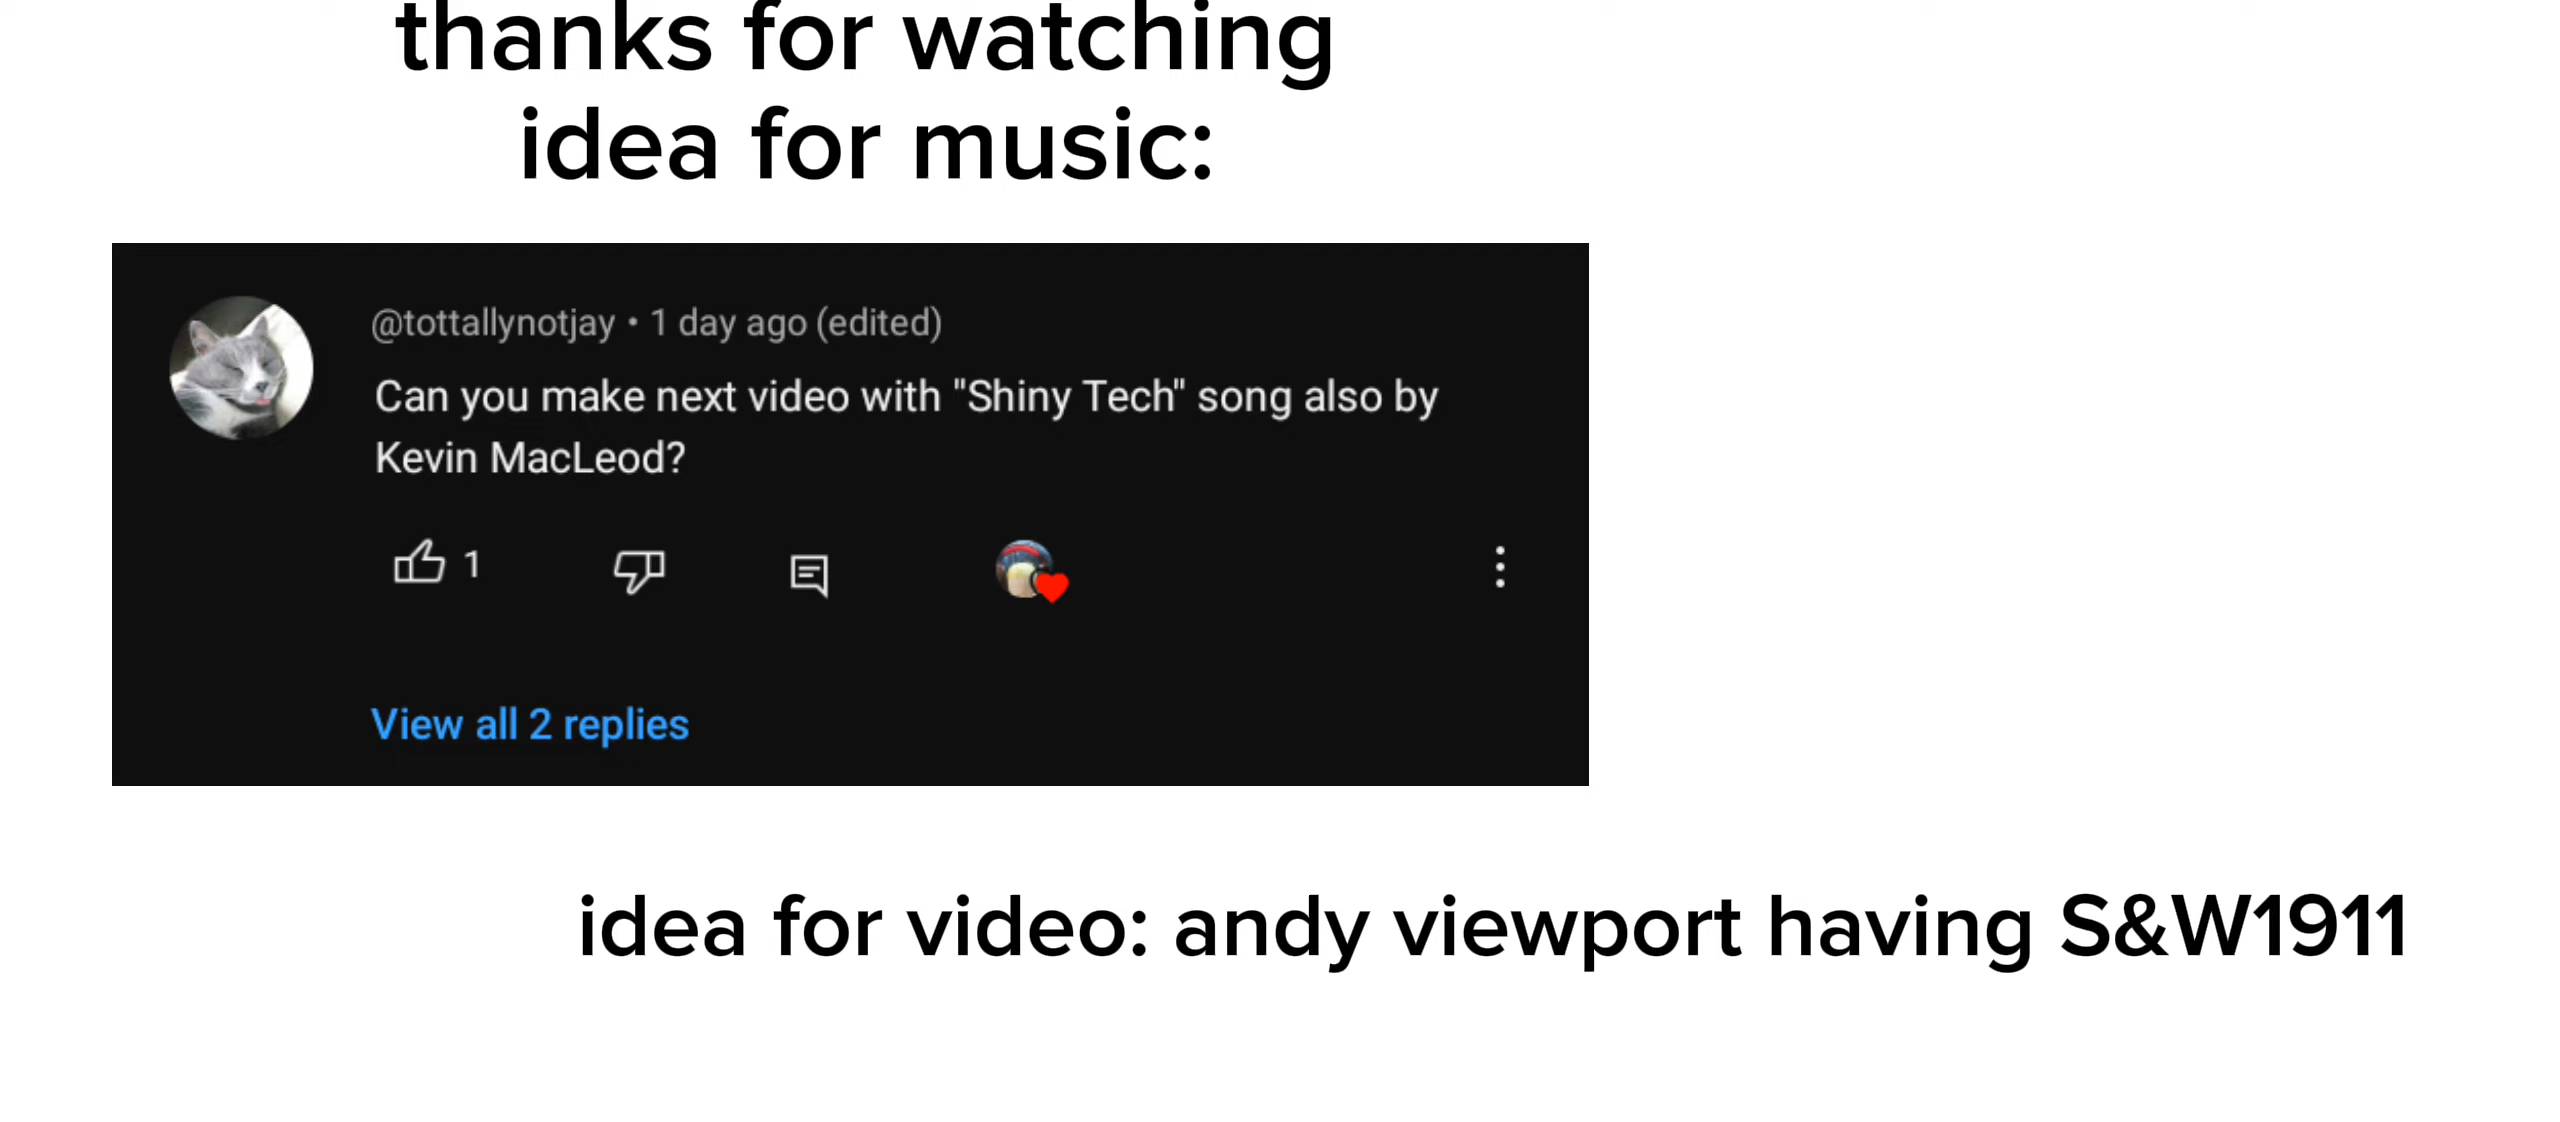 thanks for watching
idea for music:
@tottallynotjay • 1 day ago (edited)
Can you make next video with "Shiny Tech" song also by
Kevin MacLeod?
1
View all 2 replies
idea for video: andy viewport having S&W1911